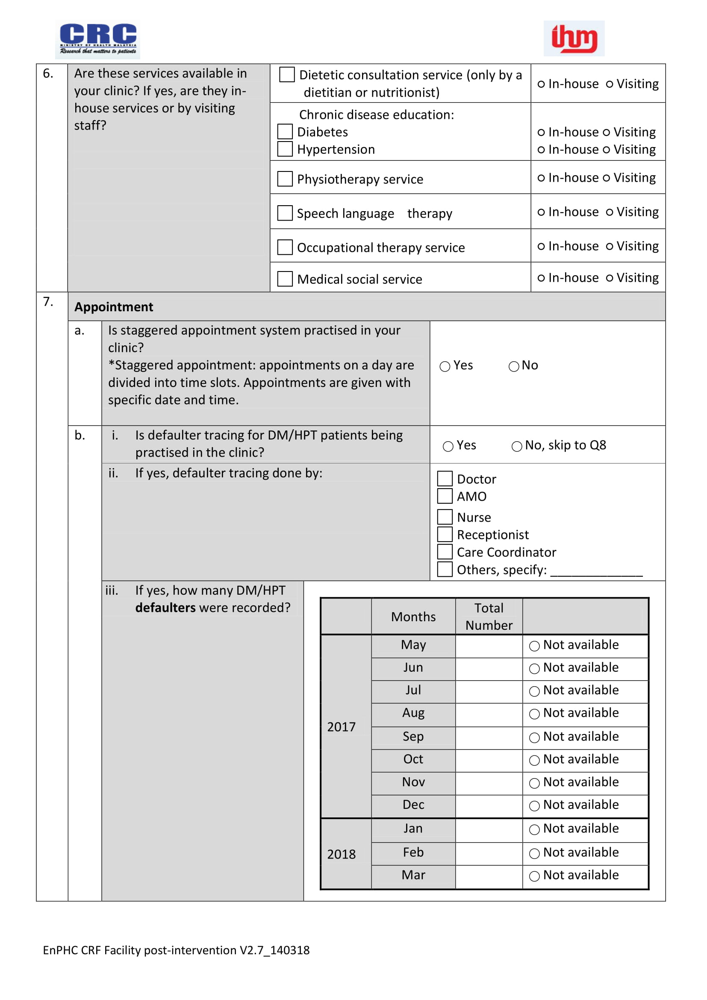 CRC
MINISTRY OF HEALTH MALAYSIA
Research that matters to patients
ihm
6. Are these services available in
your clinic? If yes, are they in-
house services or by visiting
staff?
Dietetic consultation service (only by a
dietitian or nutritionist)
In-house Visiting
Chronic disease education:
Diabetes In-house Visiting
Hypertension In-house Visiting
Physiotherapy service In-house Visiting
Speech language therapy In-house Visiting
Occupational therapy service In-house Visiting
Medical social service In-house Visiting
7. Appointment
a. Is staggered appointment system practised in your
clinic?
*Staggered appointment: appointments on a day are
divided into time slots. Appointments are given with
specific date and time.
Yes No
b. i. Is defaulter tracing for DM/HPT patients being
practised in the clinic?
Yes No, skip to Q8
ii. If yes, defaulter tracing done by:
Doctor
AMO
Nurse
Receptionist
Care Coordinator
Others, specify: _____________
iii. If yes, how many DM/HPT
defaulters were recorded?
Months Total
Number
2017
May Not available
Jun Not available
Jul Not available
Aug Not available
Sep Not available
Oct Not available
Nov Not available
Dec Not available
2018
Jan Not available
Feb Not available
Mar Not available
EnPHC CRF Facility post-intervention V2.7_140318